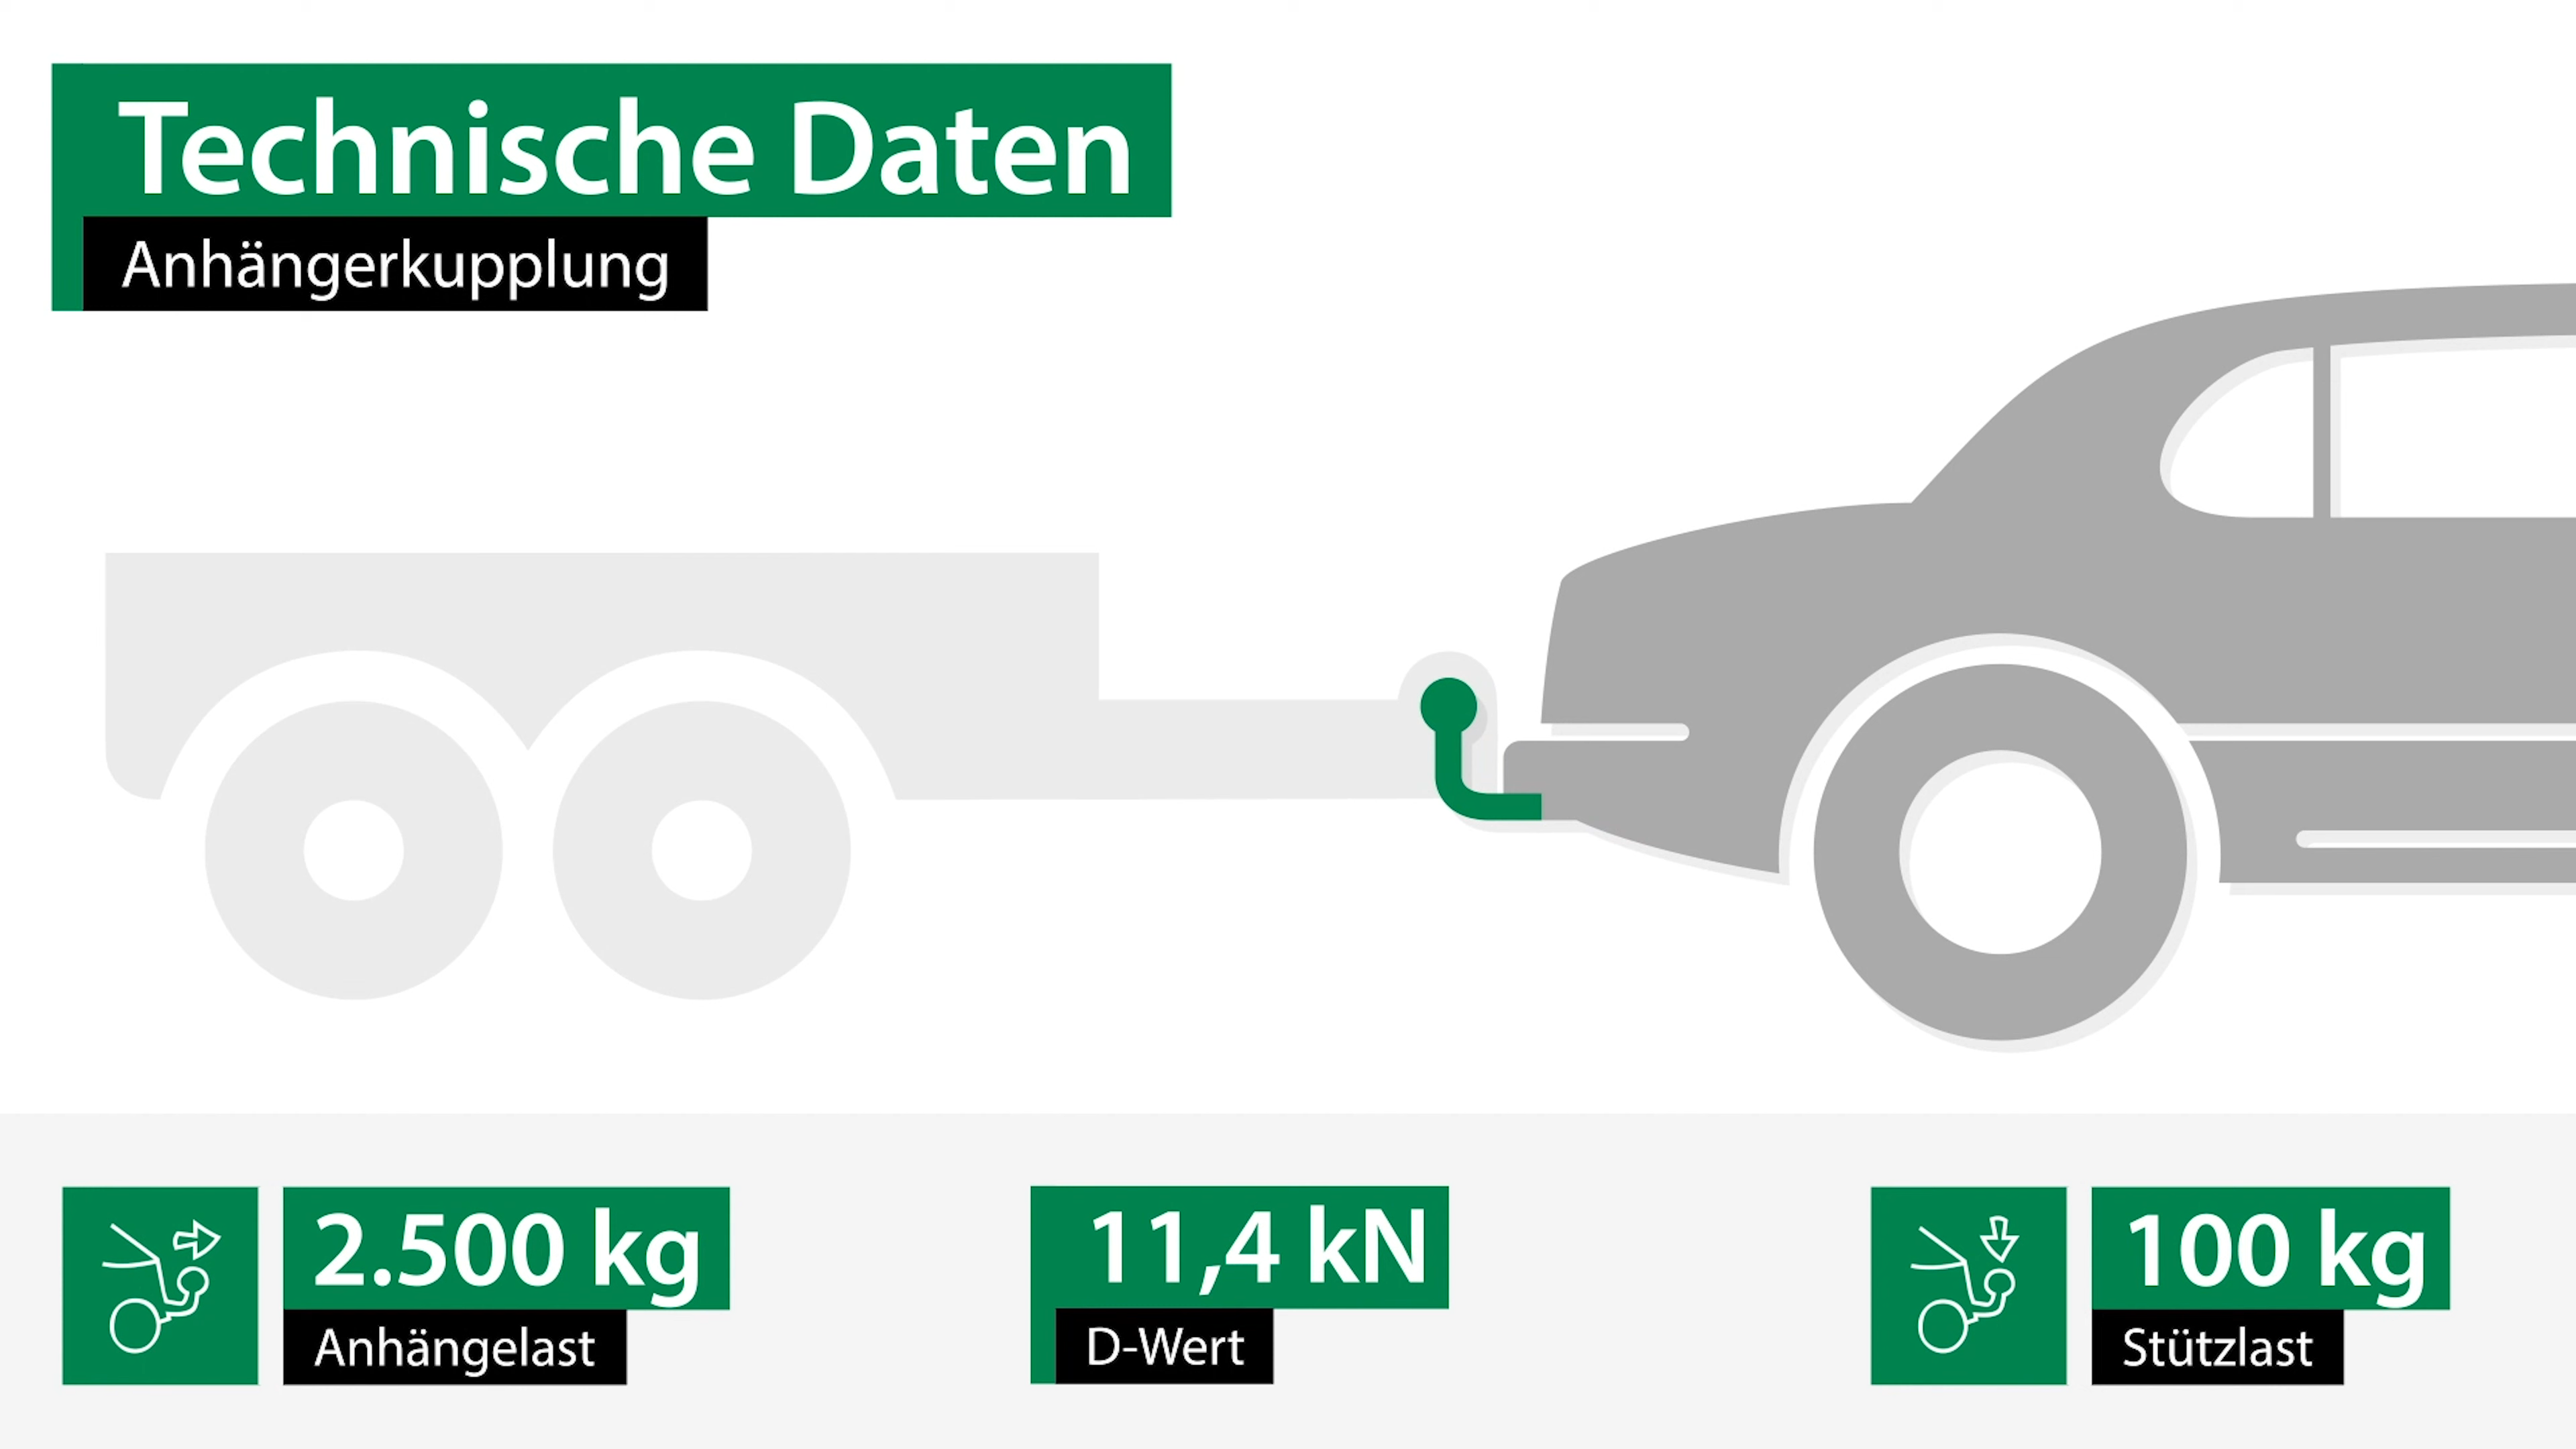 Technische Daten
Anhängerkupplung
2.500 kg
Anhängelast
11,4 kN
D-Wert
100 kg
Stützlast